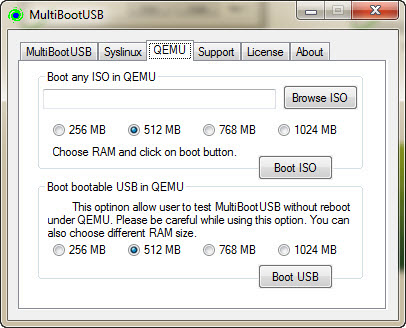 MultiBootUSB
MultiBootUSB Syslinux QEMU Support License About
Boot any ISO in QEMU
Browse ISO
256 MB 512 MB 768 MB 1024 MB
Choose RAM and click on boot button.
Boot ISO
Boot bootable USB in QEMU
This optinon allow user to test MultiBootUSB without reboot
under QEMU. Please be careful while using this option. You can
also choose different RAM size.
256 MB 512 MB 768 MB 1024 MB
Boot USB